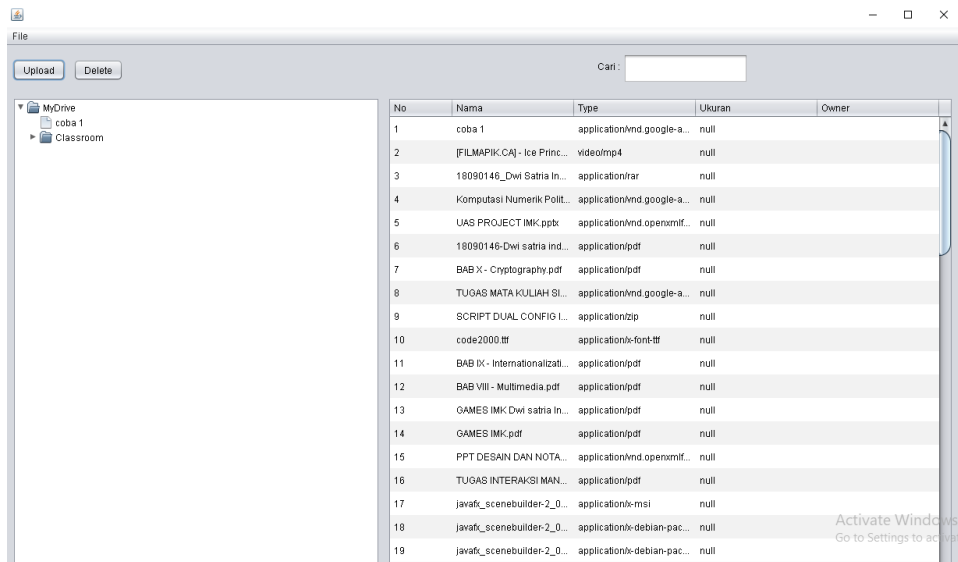 File
Upload Delete Cari :
MyDrive
coba 1
Classroom
No Nama Type Ukuran Owner
1 coba 1 application/vnd.google-a... null
2 [FILMAPIK.CA] - Ice Princ... video/mp4 null
3 18090146_Dwi Satria In... application/rar null
4 Komputasi Numerik Polit... application/vnd.google-a... null
5 UAS PROJECT IMK.pptx application/vnd.openxmlf... null
6 18090146-Dwi satria ind... application/pdf null
7 BAB X - Cryptography.pdf application/pdf null
8 TUGAS MATA KULIAH SI... application/vnd.google-a... null
9 SCRIPT DUAL CONFIG I... application/zip null
10 code2000.ttf application/x-font-ttf null
11 BAB IX - Internationalizati... application/pdf null
12 BAB VIII - Multimedia.pdf application/pdf null
13 GAMES IMK Dwi satria In... application/pdf null
14 GAMES IMK.pdf application/pdf null
15 PPT DESAIN DAN NOTA... application/vnd.openxmlf... null
16 TUGAS INTERAKSI MAN... application/pdf null
17 javafx_scenebuilder-2_0... application/x-msi null
18 javafx_scenebuilder-2_0... application/x-debian-pac... null
19 javafx_scenebuilder-2_0... application/x-debian-pac... null
Activate Windows
Go to Settings to activa